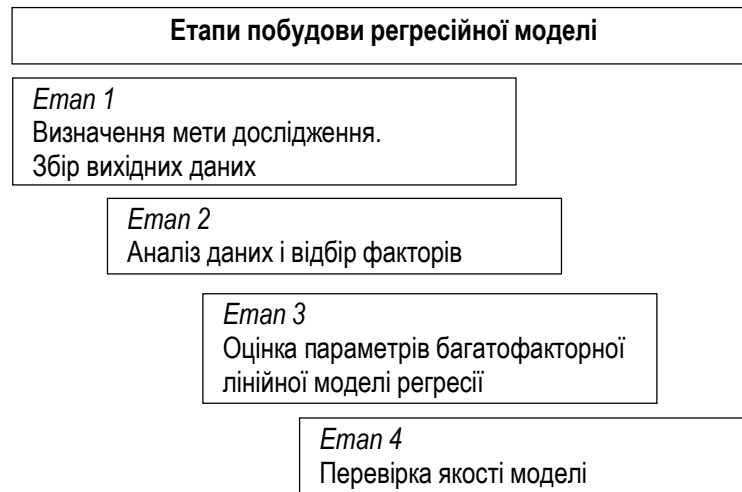 Етапи побудови регресійної моделі
Етап 1
Визначення мети дослідження.
Збір вихідних даних
Етап 2
Аналіз даних і відбір факторів
Етап 3
Оцінка параметрів багатофакторної
лінійної моделі регресії
Етап 4
Перевірка якості моделі